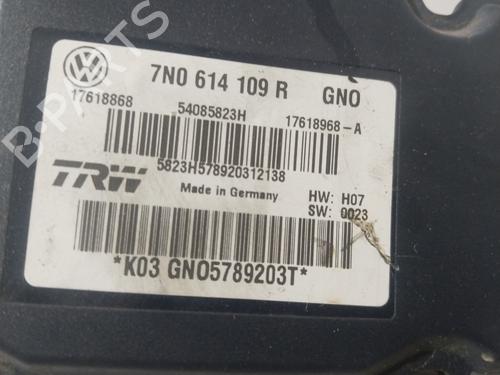 7N0 614 109 R GNO
17618868 54085823H 17618968-A
5823H578920312138
TRW
Made in Germany
HW: H07
SW: 0023
*K03 GNO5789203T*
B-PARTS